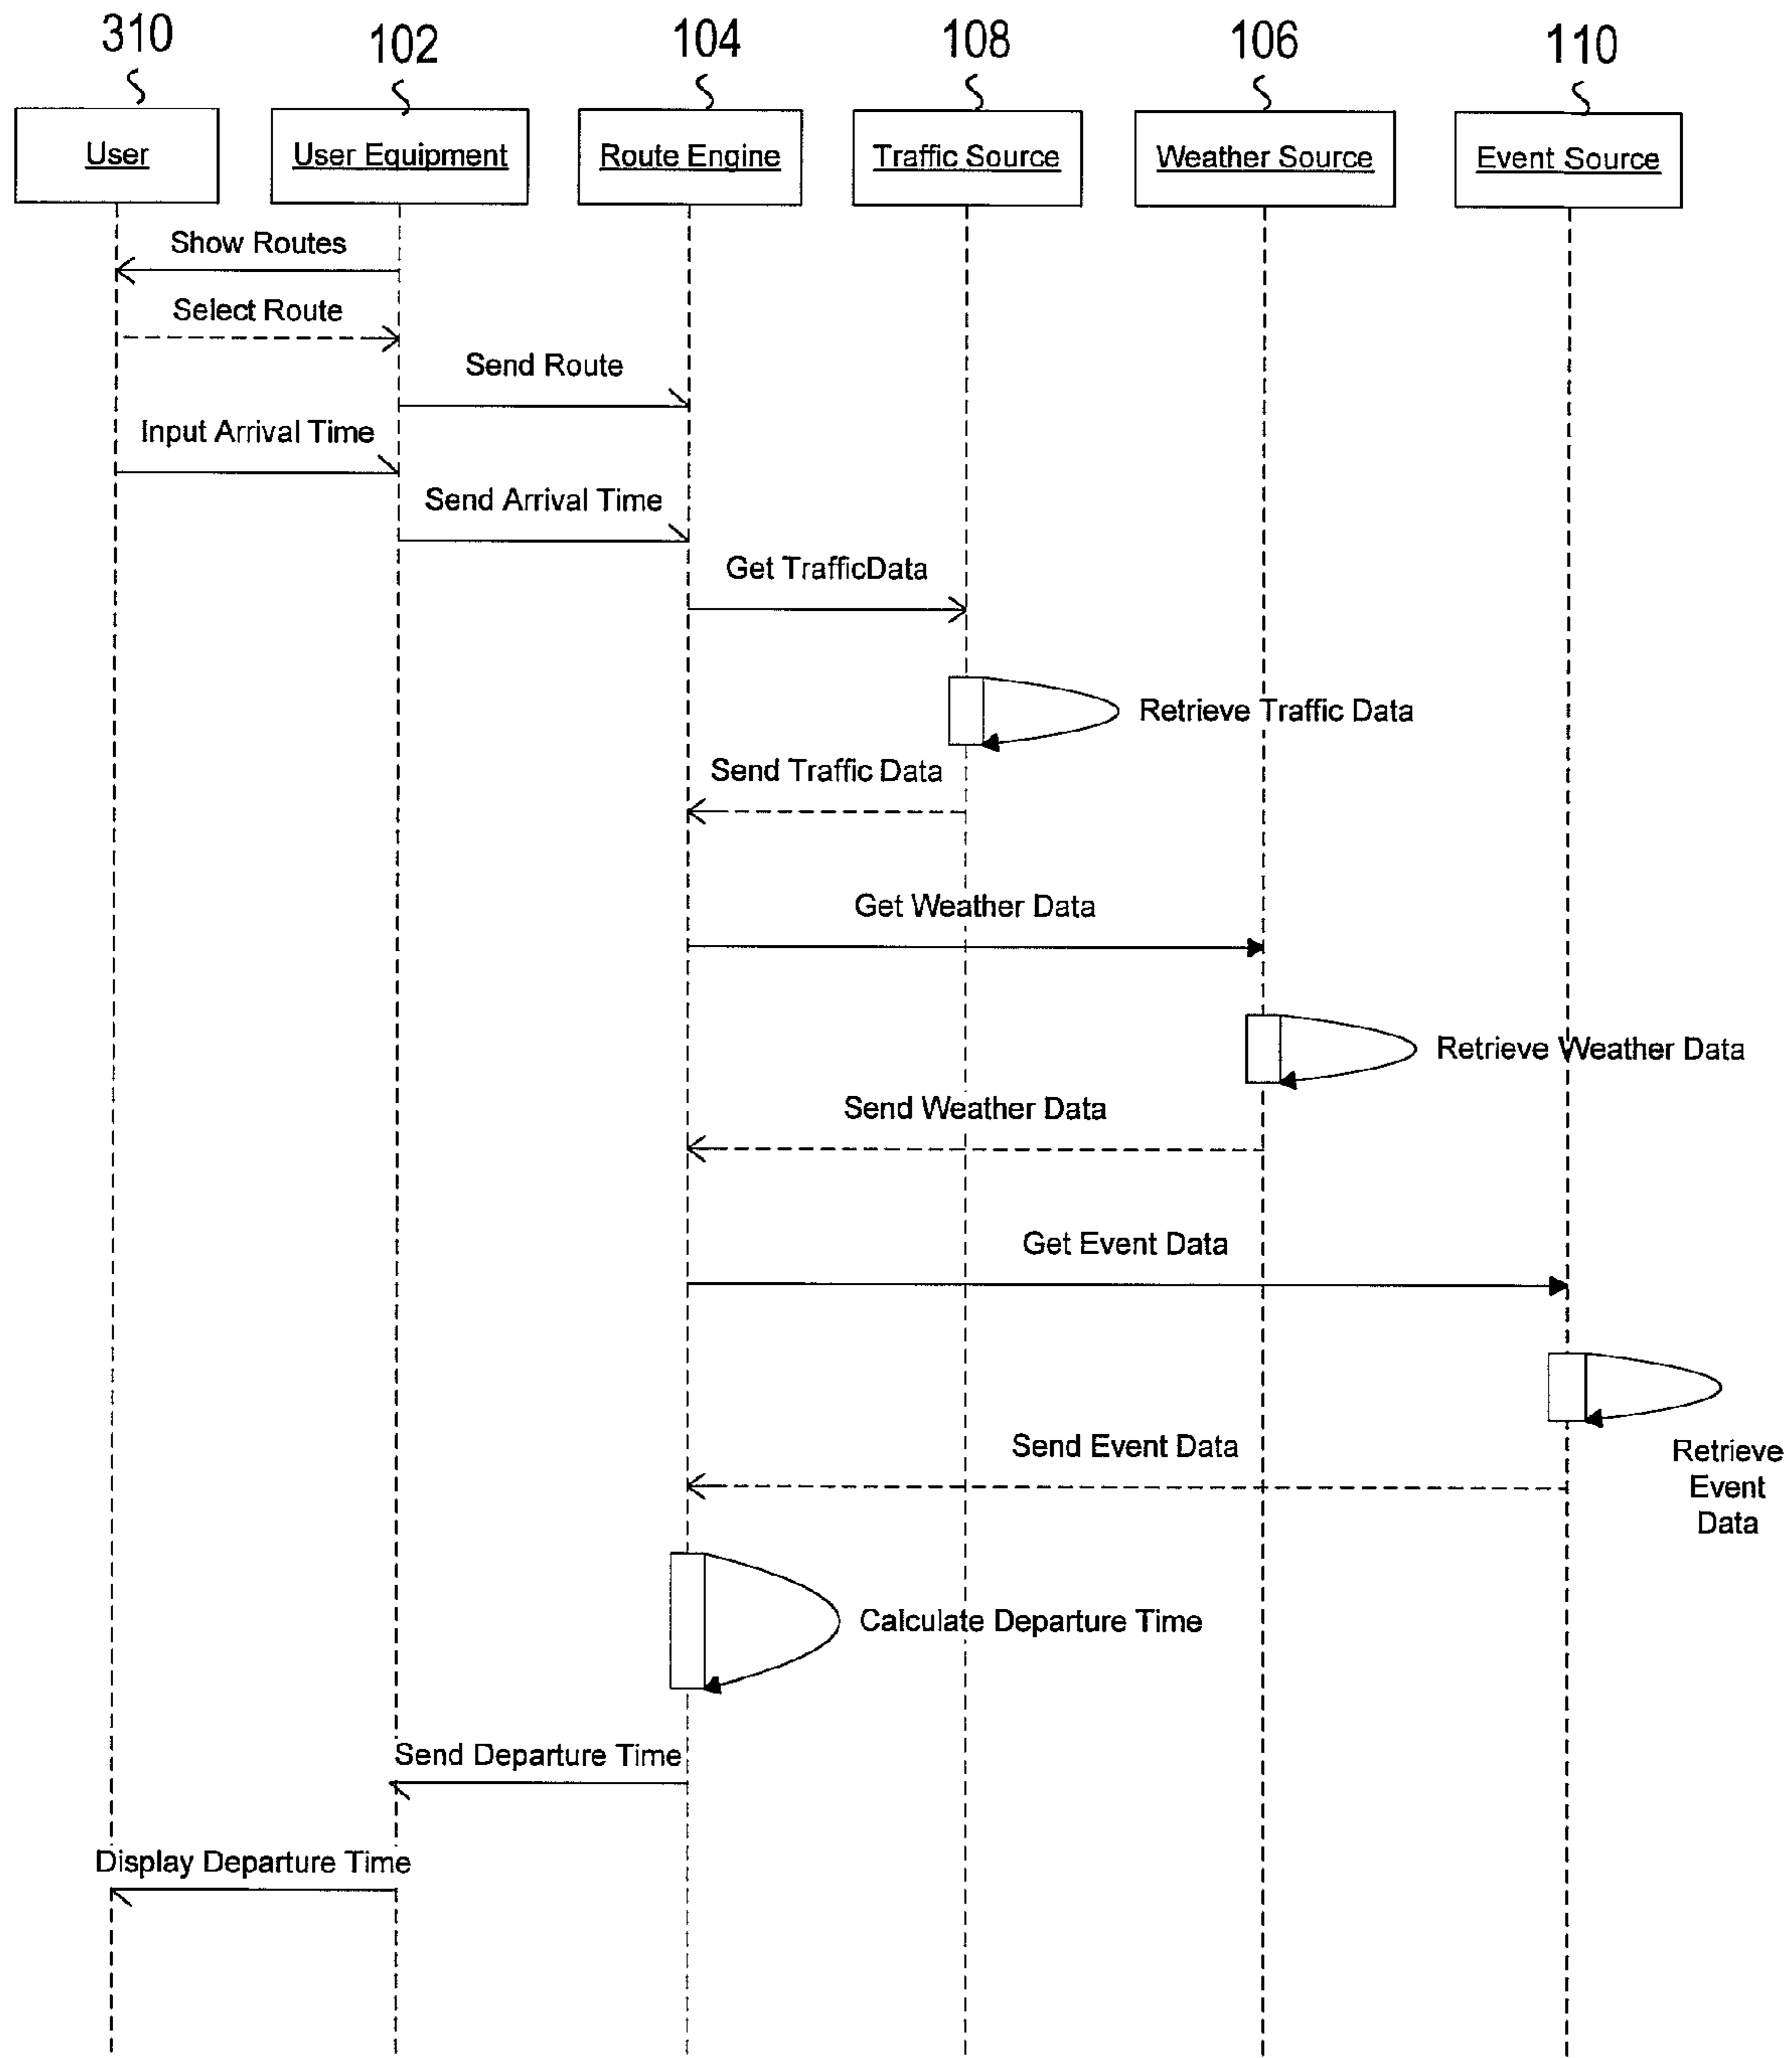 310
102
104
108
106
110
User
User Equipment
Route Engine
Traffic Source
Weather Source
Event Source
Show Routes
Select Route
Send Route
Input Arrival Time
Send Arrival Time
Get TrafficData
Retrieve Traffic Data
Send Traffic Data
Get Weather Data
Retrieve Weather Data
Send Weather Data
Get Event Data
Send Event Data
Retrieve
Event
Data
Calculate Departure Time
Send Departure Time
Display Departure Time